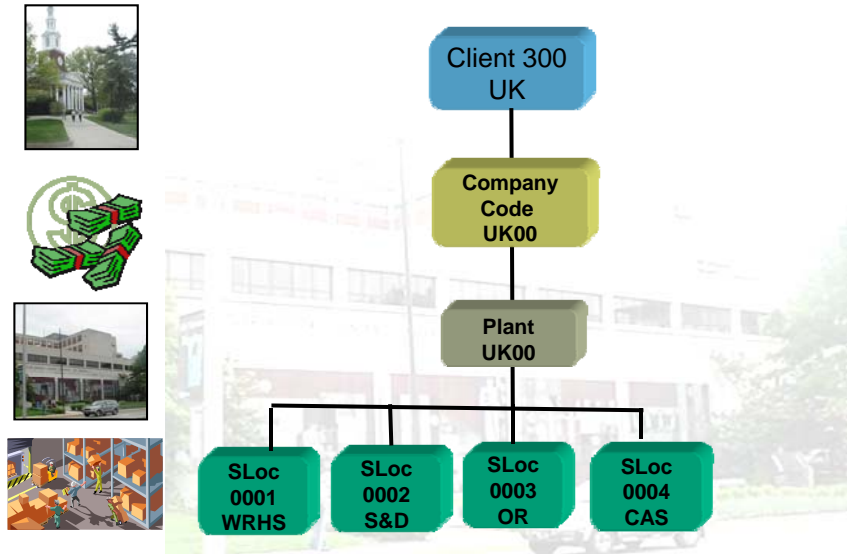 Client 300
UK
Company
Code
UK00
Plant
UK00
SLoc
0001
WRHS
SLoc
0002
S&D
SLoc
0003
OR
SLoc
0004
CAS